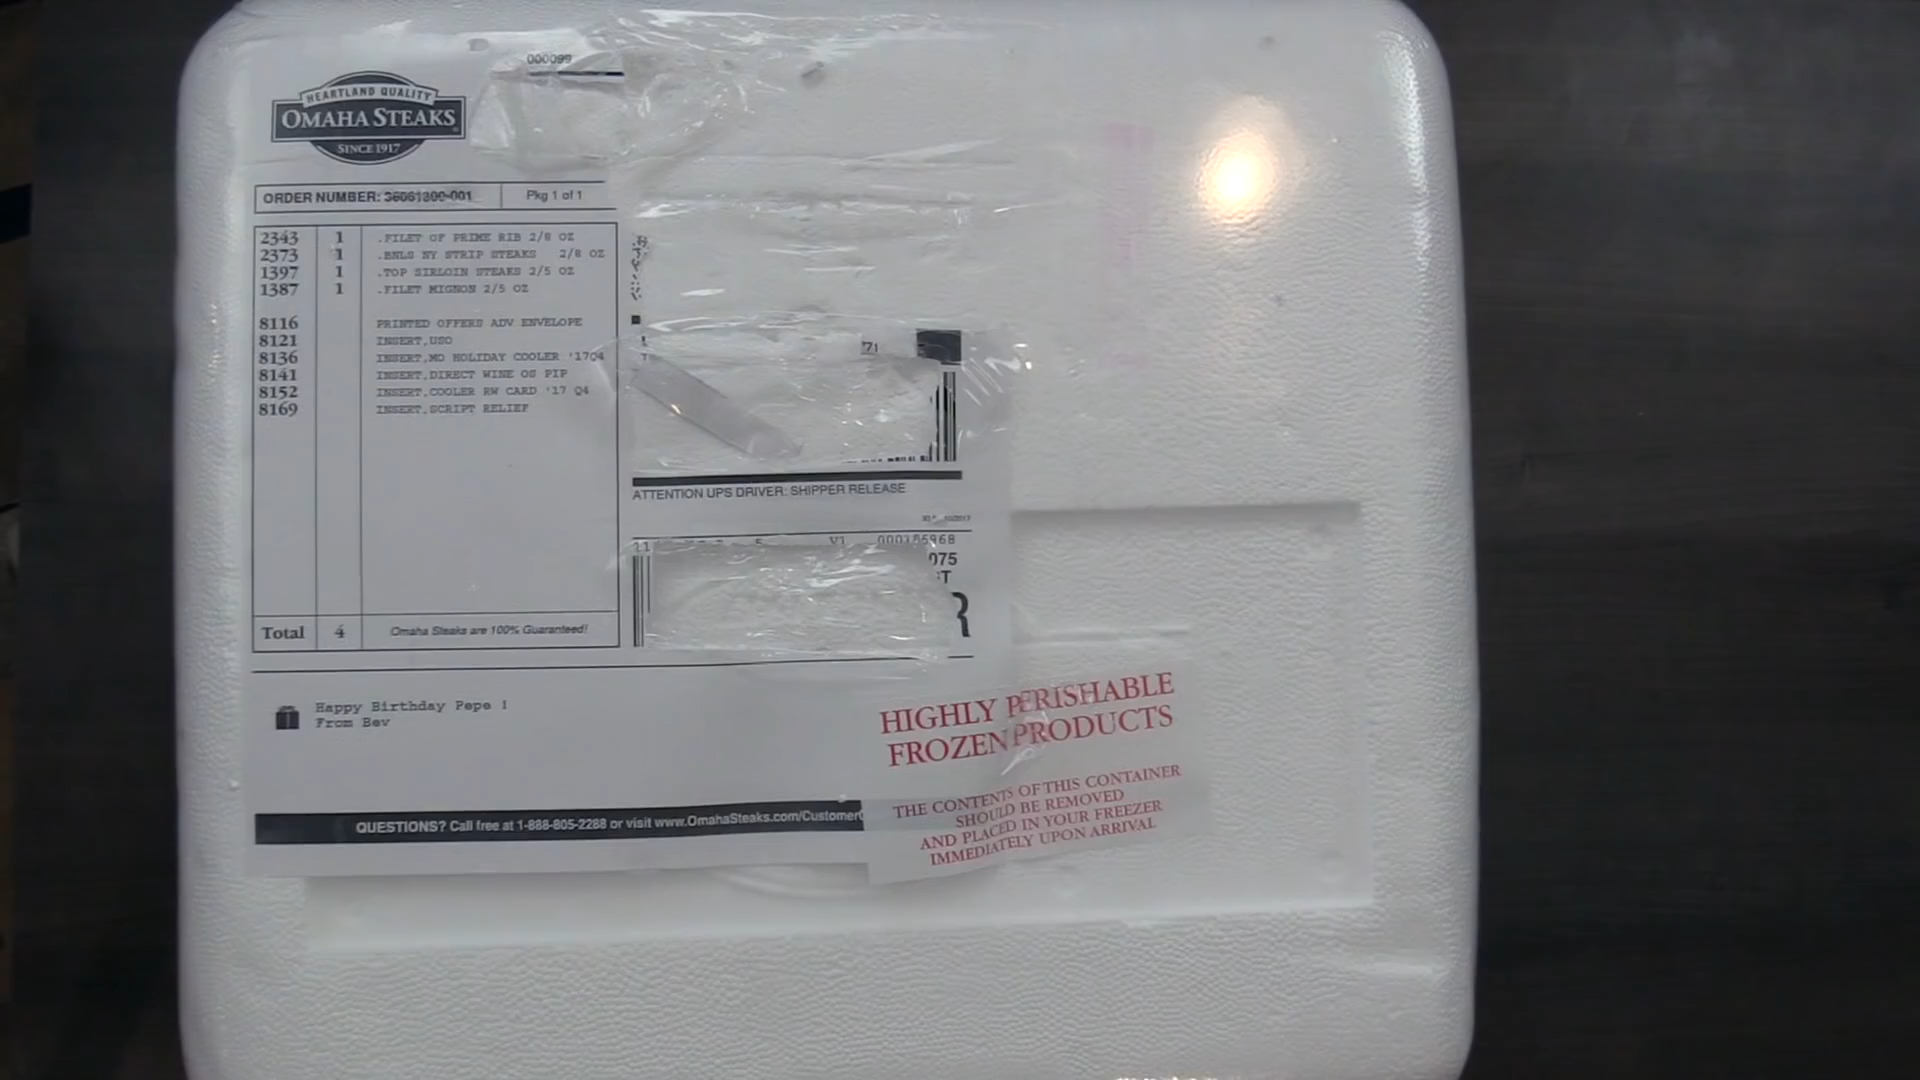 000099
HEARTLAND QUALITY
OMAHA STEAKS
SINCE 1917
ORDER NUMBER: 36061300-001 Pkg 1 of 1
2343 1 .FILET OF PRIME RIB 2/8 OZ
2373 1 .BNLS NY STRIP STEAKS 2/8 OZ
1397 1 .TOP SIRLOIN STEAKS 2/5 OZ
1387 1 .FILET MIGNON 2/5 OZ
8116 PRINTED OFFERS ADV ENVELOPE
8121 INSERT,USO
8136 INSERT,MO HOLIDAY COOLER '17Q4
8141 INSERT,DIRECT WINE OS PIP
8152 INSERT,COOLER RW CARD '17 Q4
8169 INSERT,SCRIPT RELIEF
Total 4 Omaha Steaks are 100% Guaranteed!
71
ATTENTION UPS DRIVER: SHIPPER RELEASE
V1
075
R
Happy Birthday Pepe !
From Bev
QUESTIONS? Call free at 1-888-805-2288 or visit www.OmahaSteaks.com/Customer
HIGHLY PERISHABLE
FROZEN PRODUCTS
THE CONTENTS OF THIS CONTAINER
SHOULD BE REMOVED
AND PLACED IN YOUR FREEZER
IMMEDIATELY UPON ARRIVAL